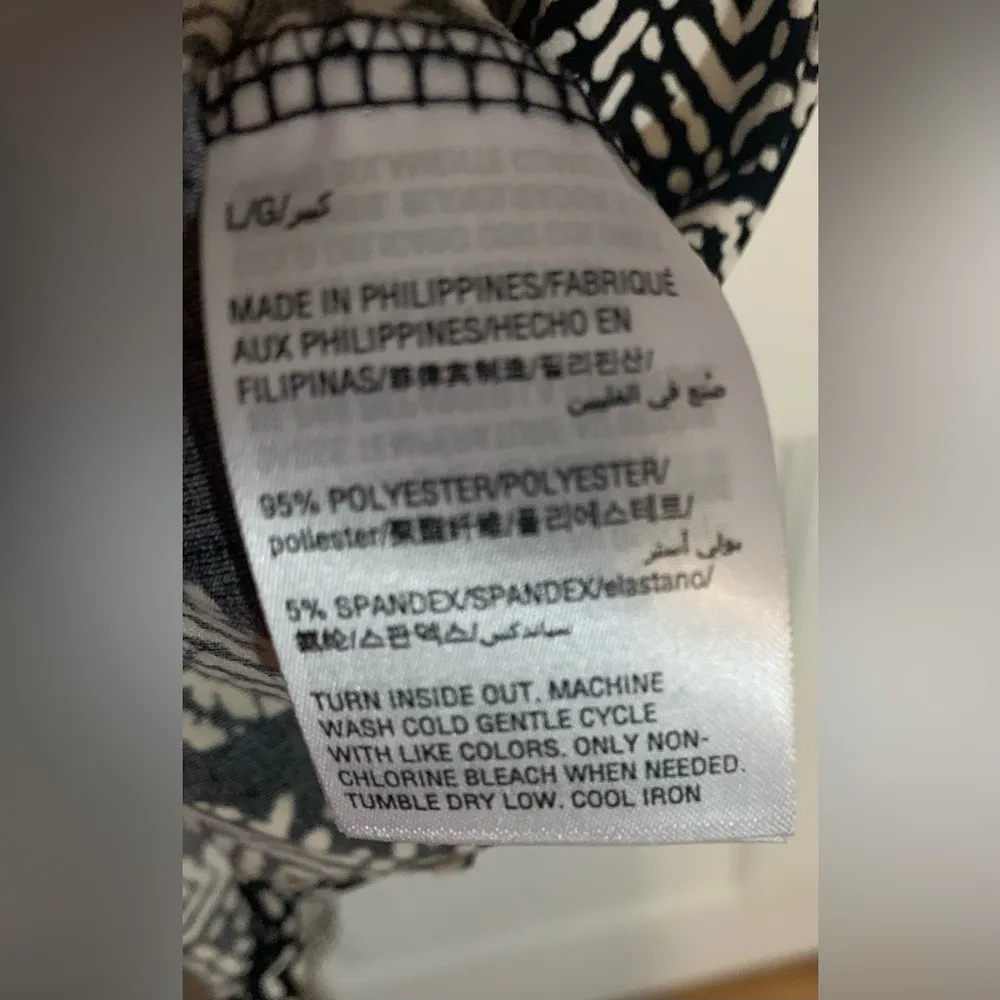 L/G/كبير
MADE IN PHILIPPINES/FABRIQUÉ
AUX PHILIPPINES/HECHO EN
FILIPINAS/菲律宾制造/필리핀산/
صُنع في الفلبين
95% POLYESTER/POLYESTER/
poliester/聚酯纤维/폴리에스테르/
بولي أستر
5% SPANDEX/SPANDEX/elastano/
氨纶/스판덱스/سباندكس
TURN INSIDE OUT. MACHINE
WASH COLD GENTLE CYCLE
WITH LIKE COLORS. ONLY NON-
CHLORINE BLEACH WHEN NEEDED.
TUMBLE DRY LOW. COOL IRON